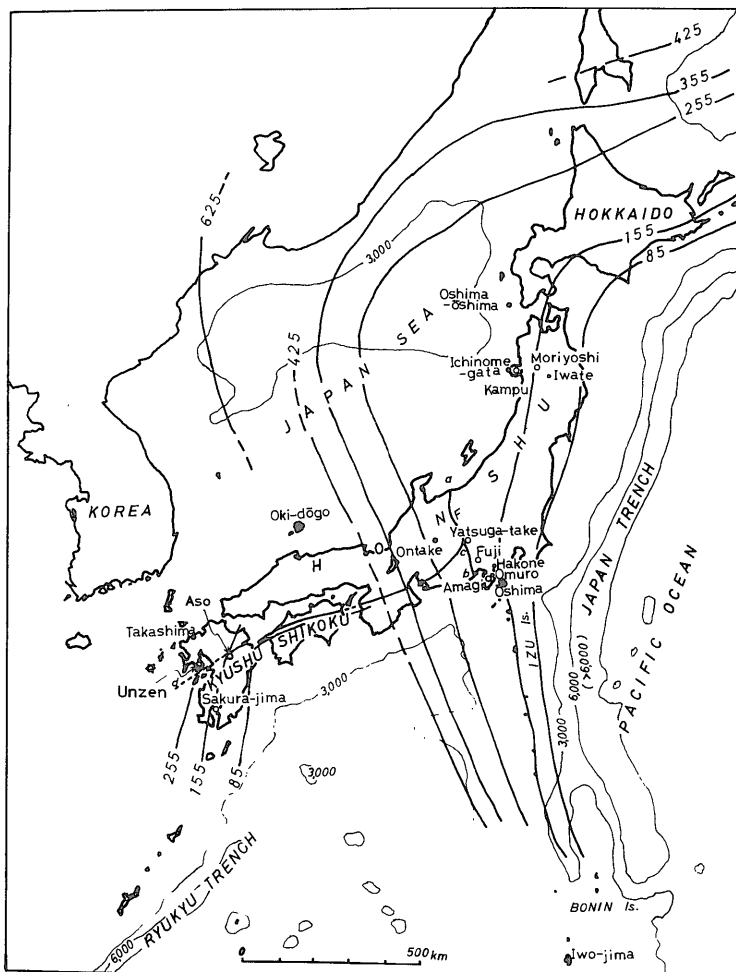 425
355
255
625
HOKKAIDO
155
85
3,000
Oshima
-ōshima
JAPAN SEA
Ichinome
-gata
Moriyoshi
Iwate
Kampu
HONSHU
KOREA
Oki-dōgo
425
a
NF
Yatsuga-take
Ontake
c
Fuji
b
Hakone
Omuro
Amagi
Oshima
JAPAN TRENCH
PACIFIC OCEAN
6,000
(>6,000)
3,000
IZU Is.
Aso
Takashima
KYUSHU
SHIKOKU
d
Unzen
Sakura-jima
3,000
255
155
85
3,000
RYUKYU TRENCH
6,000
BONIN Is.
Iwo-jima
0
500 km